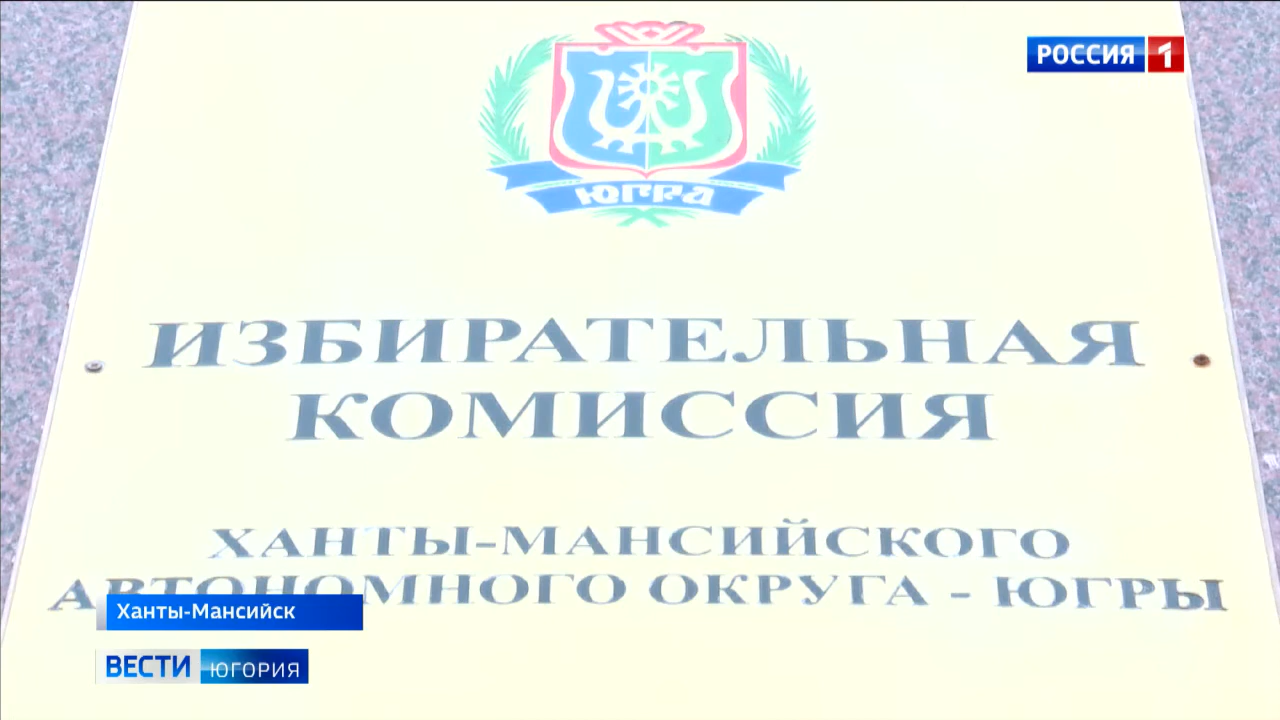 РОССИЯ 1
ЮГРА
ИЗБИРАТЕЛЬНАЯ
КОМИССИЯ
ХАНТЫ-МАНСИЙСКОГО
АВТОНОМНОГО ОКРУГА - ЮГРЫ
Ханты-Мансийск
ВЕСТИ ЮГОРИЯ